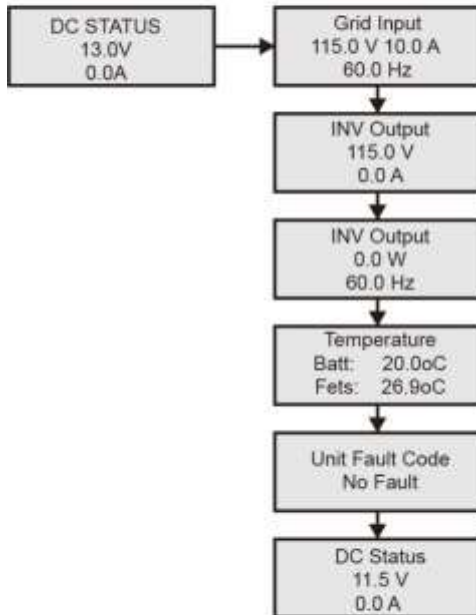 DC STATUS
13.0V
0.0A
Grid Input
115.0 V 10.0 A
60.0 Hz
INV Output
115.0 V
0.0 A
INV Output
0.0 W
60.0 Hz
Temperature
Batt: 20.0oC
Fets: 26.9oC
Unit Fault Code
No Fault
DC Status
11.5 V
0.0 A